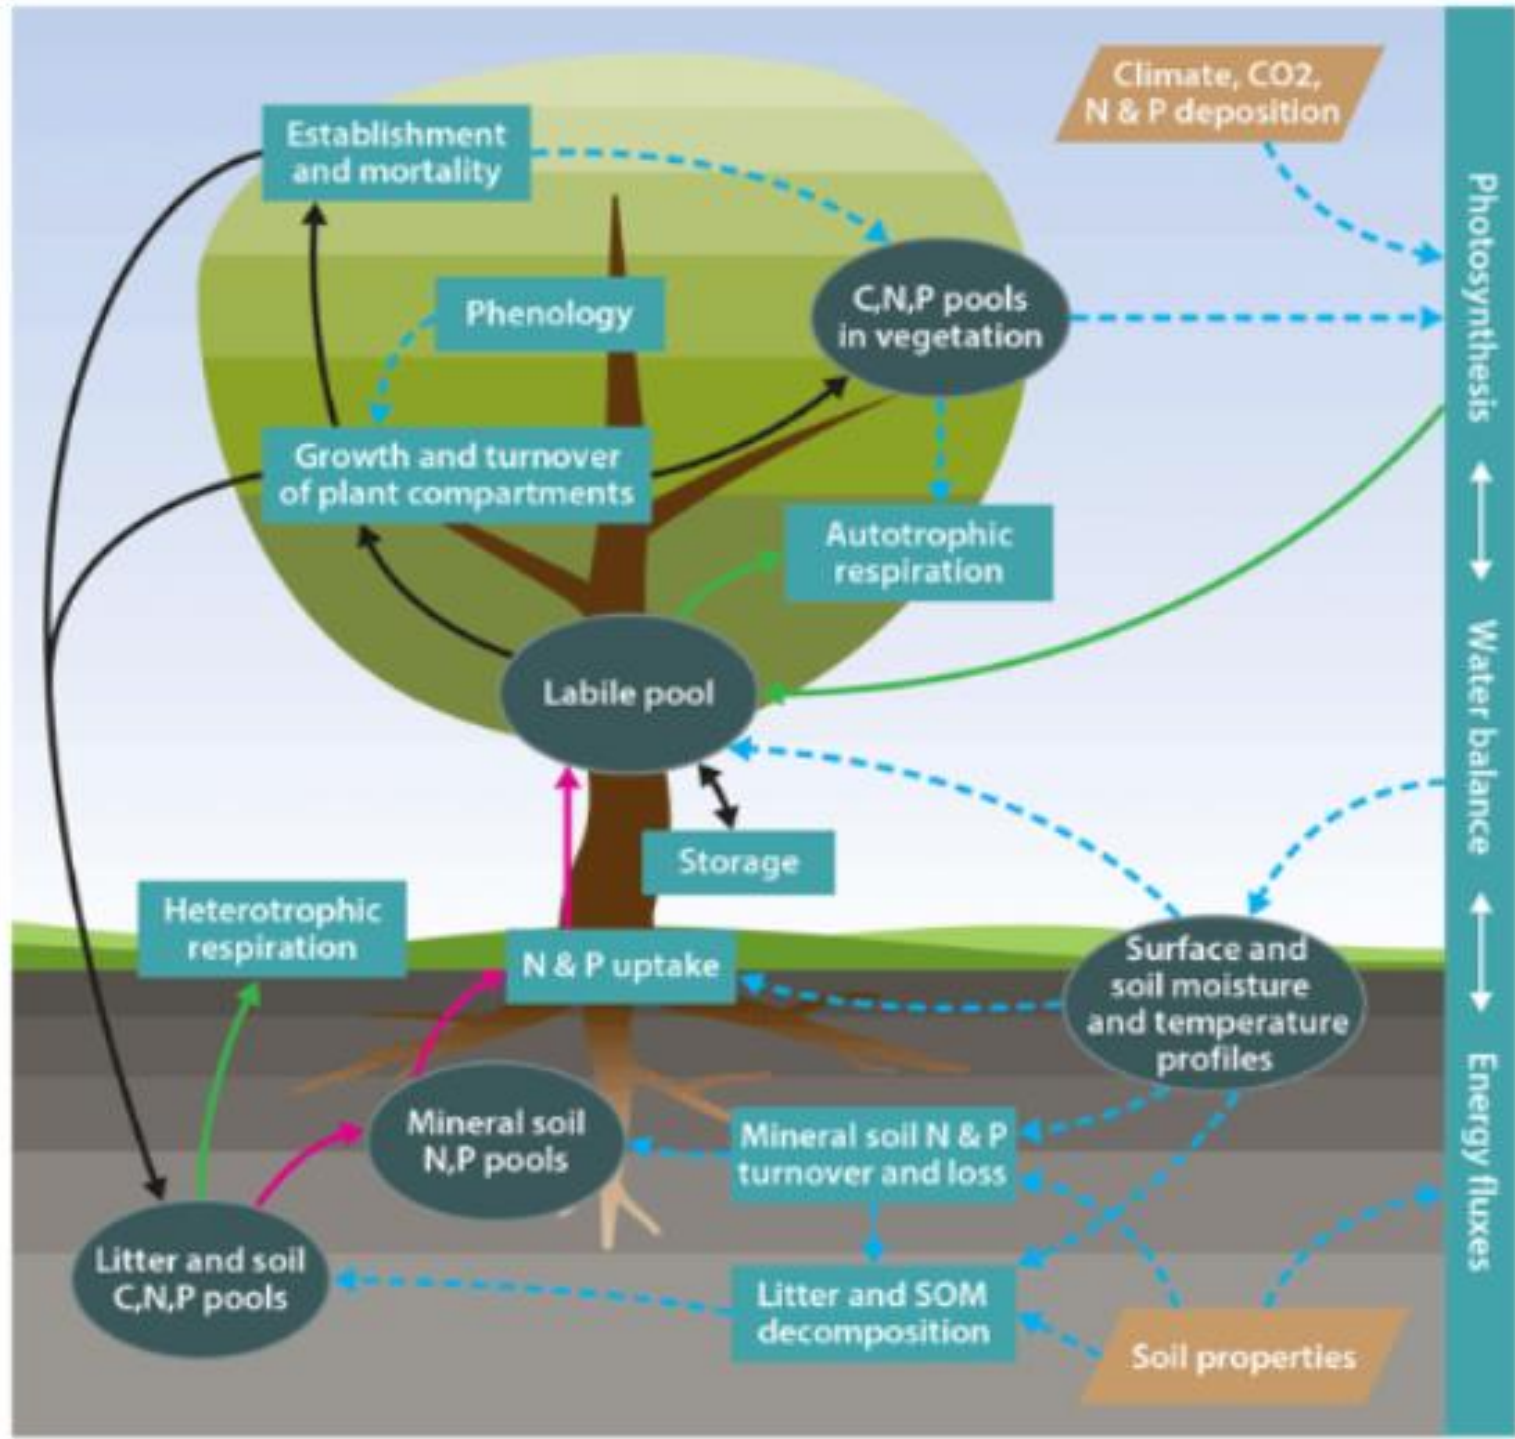 Climate, CO2,
N & P deposition
Establishment
and mortality
Phenology
C,N,P pools
in vegetation
Photosynthesis
Growth and turnover
of plant compartments
Autotrophic
respiration
Labile pool
Water balance
Storage
Heterotrophic
respiration
N & P uptake
Surface and
soil moisture
and temperature
profiles
Mineral soil
N,P pools
Mineral soil N & P
turnover and loss
Energy fluxes
Litter and soil
C,N,P pools
Litter and SOM
decomposition
Soil properties